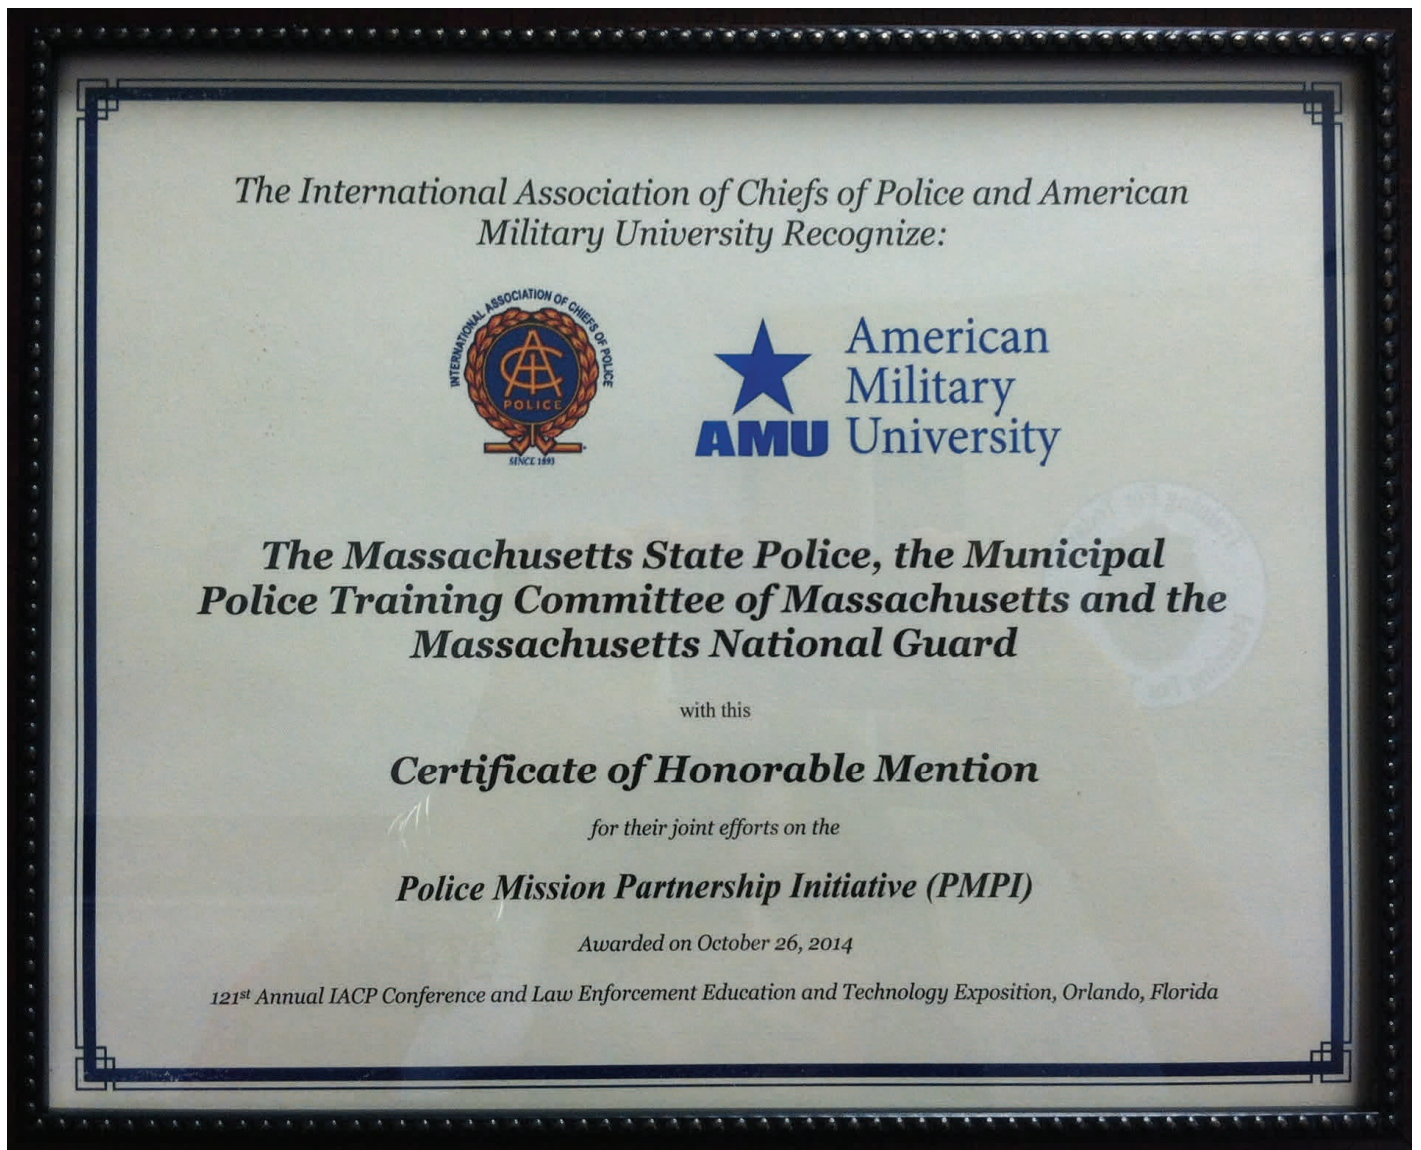 The International Association of Chiefs of Police and American
Military University Recognize:
INTERNATIONAL ASSOCIATION OF CHIEFS OF POLICE
POLICE
SINCE 1893
AMU
American
Military
University
The Massachusetts State Police, the Municipal
Police Training Committee of Massachusetts and the
Massachusetts National Guard
with this
Certificate of Honorable Mention
for their joint efforts on the
Police Mission Partnership Initiative (PMPI)
Awarded on October 26, 2014
121st Annual IACP Conference and Law Enforcement Education and Technology Exposition, Orlando, Florida